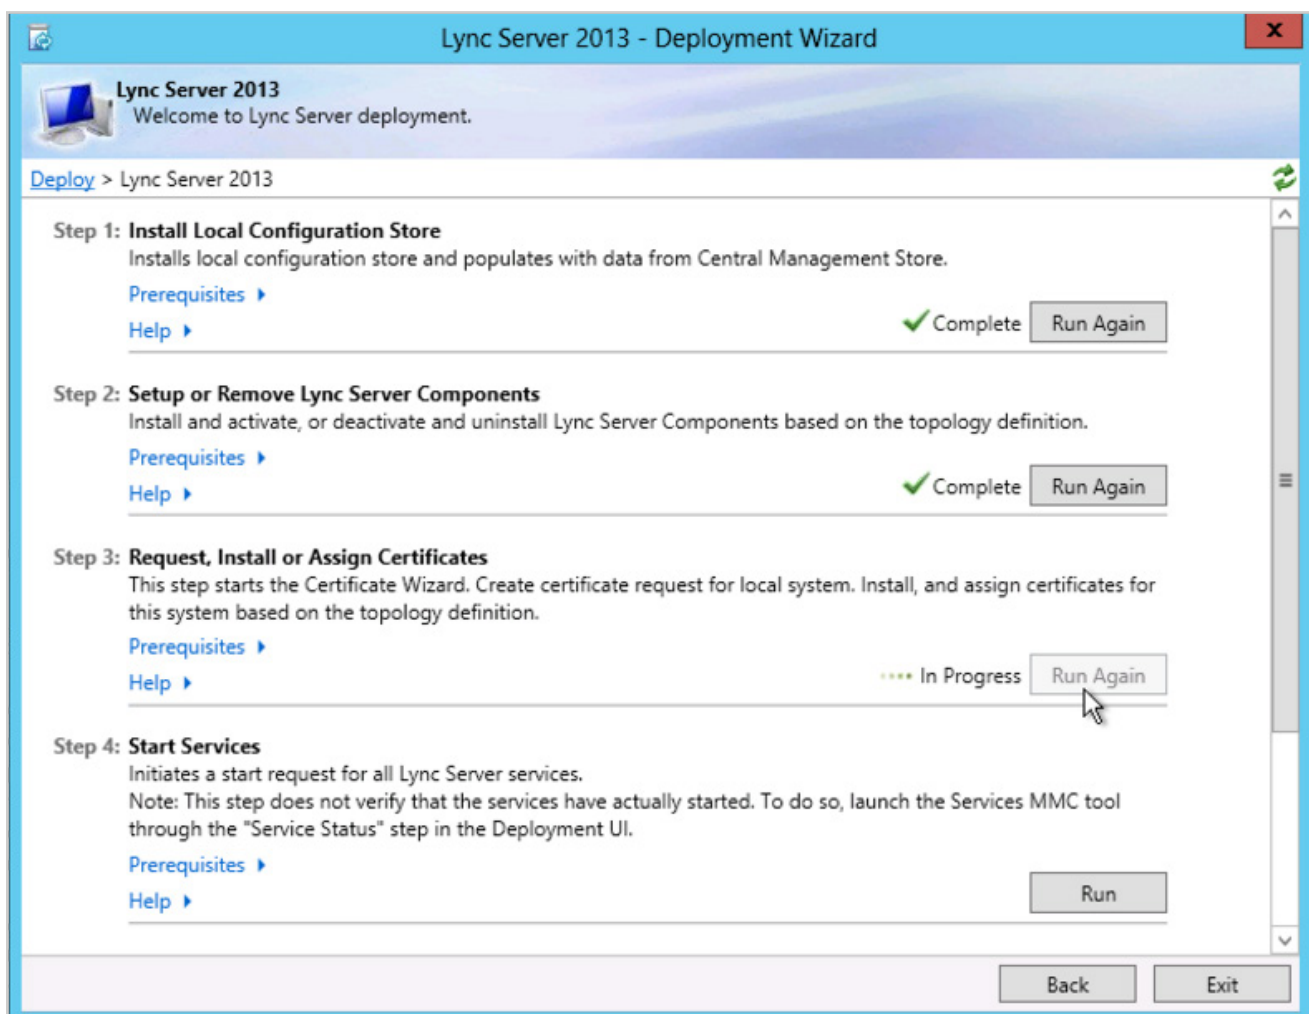 Lync Server 2013 - Deployment Wizard
x
Lync Server 2013
Welcome to Lync Server deployment.
Deploy > Lync Server 2013
Step 1: Install Local Configuration Store
Installs local configuration store and populates with data from Central Management Store.
Prerequisites
Help
Complete
Run Again
Step 2: Setup or Remove Lync Server Components
Install and activate, or deactivate and uninstall Lync Server Components based on the topology definition.
Prerequisites
Help
Complete
Run Again
Step 3: Request, Install or Assign Certificates
This step starts the Certificate Wizard. Create certificate request for local system. Install, and assign certificates for
this system based on the topology definition.
Prerequisites
Help
In Progress
Run Again
Step 4: Start Services
Initiates a start request for all Lync Server services.
Note: This step does not verify that the services have actually started. To do so, launch the Services MMC tool
through the "Service Status" step in the Deployment UI.
Prerequisites
Help
Run
Back
Exit